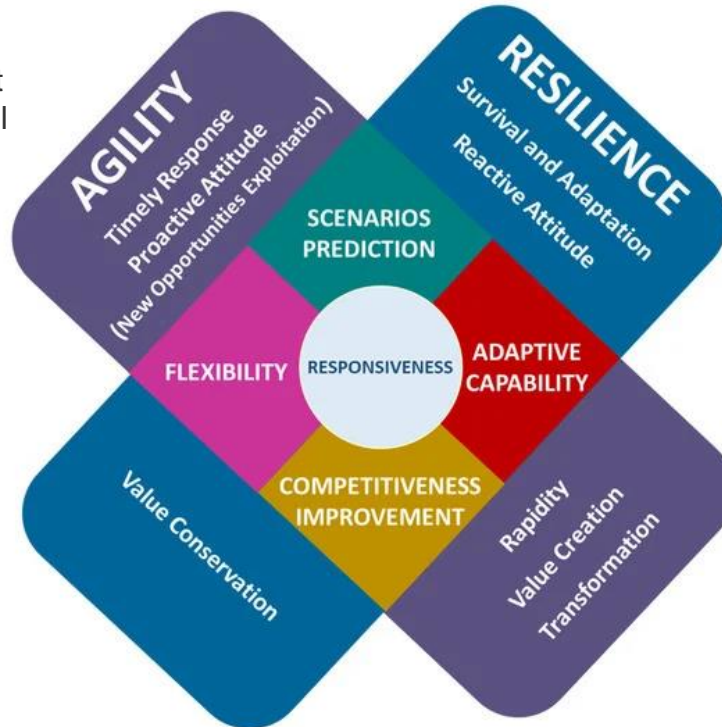 AGILITY
Timely Response
Proactive Attitude
(New Opportunities Exploitation)
RESILIENCE
Survival and Adaptation
Reactive Attitude
SCENARIOS
PREDICTION
FLEXIBILITY
RESPONSIVENESS
ADAPTIVE
CAPABILITY
COMPETITIVENESS
IMPROVEMENT
Value Conservation
Rapidity
Value Creation
Transformation